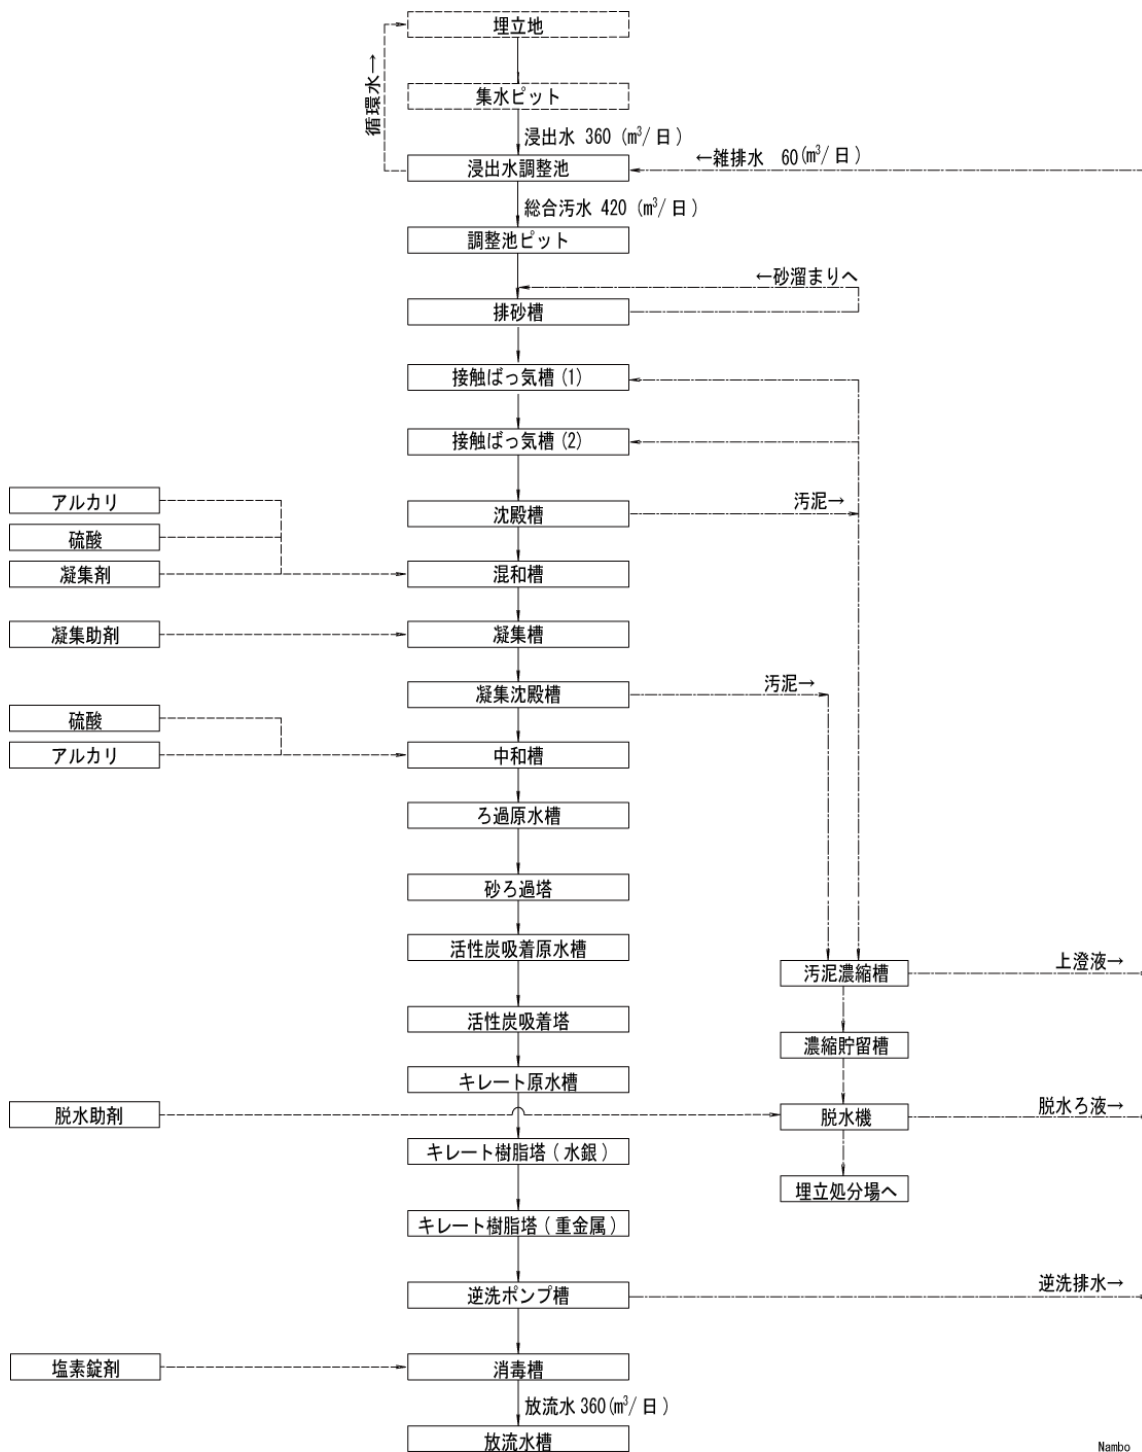 埋立地
循環水→
集水ピット
浸出水 360 (m³/日)
←雑排水 60(m³/日)
浸出水調整池
総合汚水 420 (m³/日)
調整池ピット
←砂溜まりへ
排砂槽
接触ばっ気槽(1)
接触ばっ気槽(2)
アルカリ
汚泥→
沈殿槽
硫酸
凝集剤
混和槽
凝集助剤
凝集槽
汚泥→
凝集沈殿槽
硫酸
アルカリ
中和槽
ろ過原水槽
砂ろ過塔
活性炭吸着原水槽
上澄液→
汚泥濃縮槽
活性炭吸着塔
濃縮貯留槽
キレート原水槽
脱水助剤
脱水機
脱水ろ液→
キレート樹脂塔(水銀)
埋立処分場へ
キレート樹脂塔(重金属)
逆洗ポンプ槽
逆洗排水→
塩素錠剤
消毒槽
放流水 360(m³/日)
放流水槽
Nambo